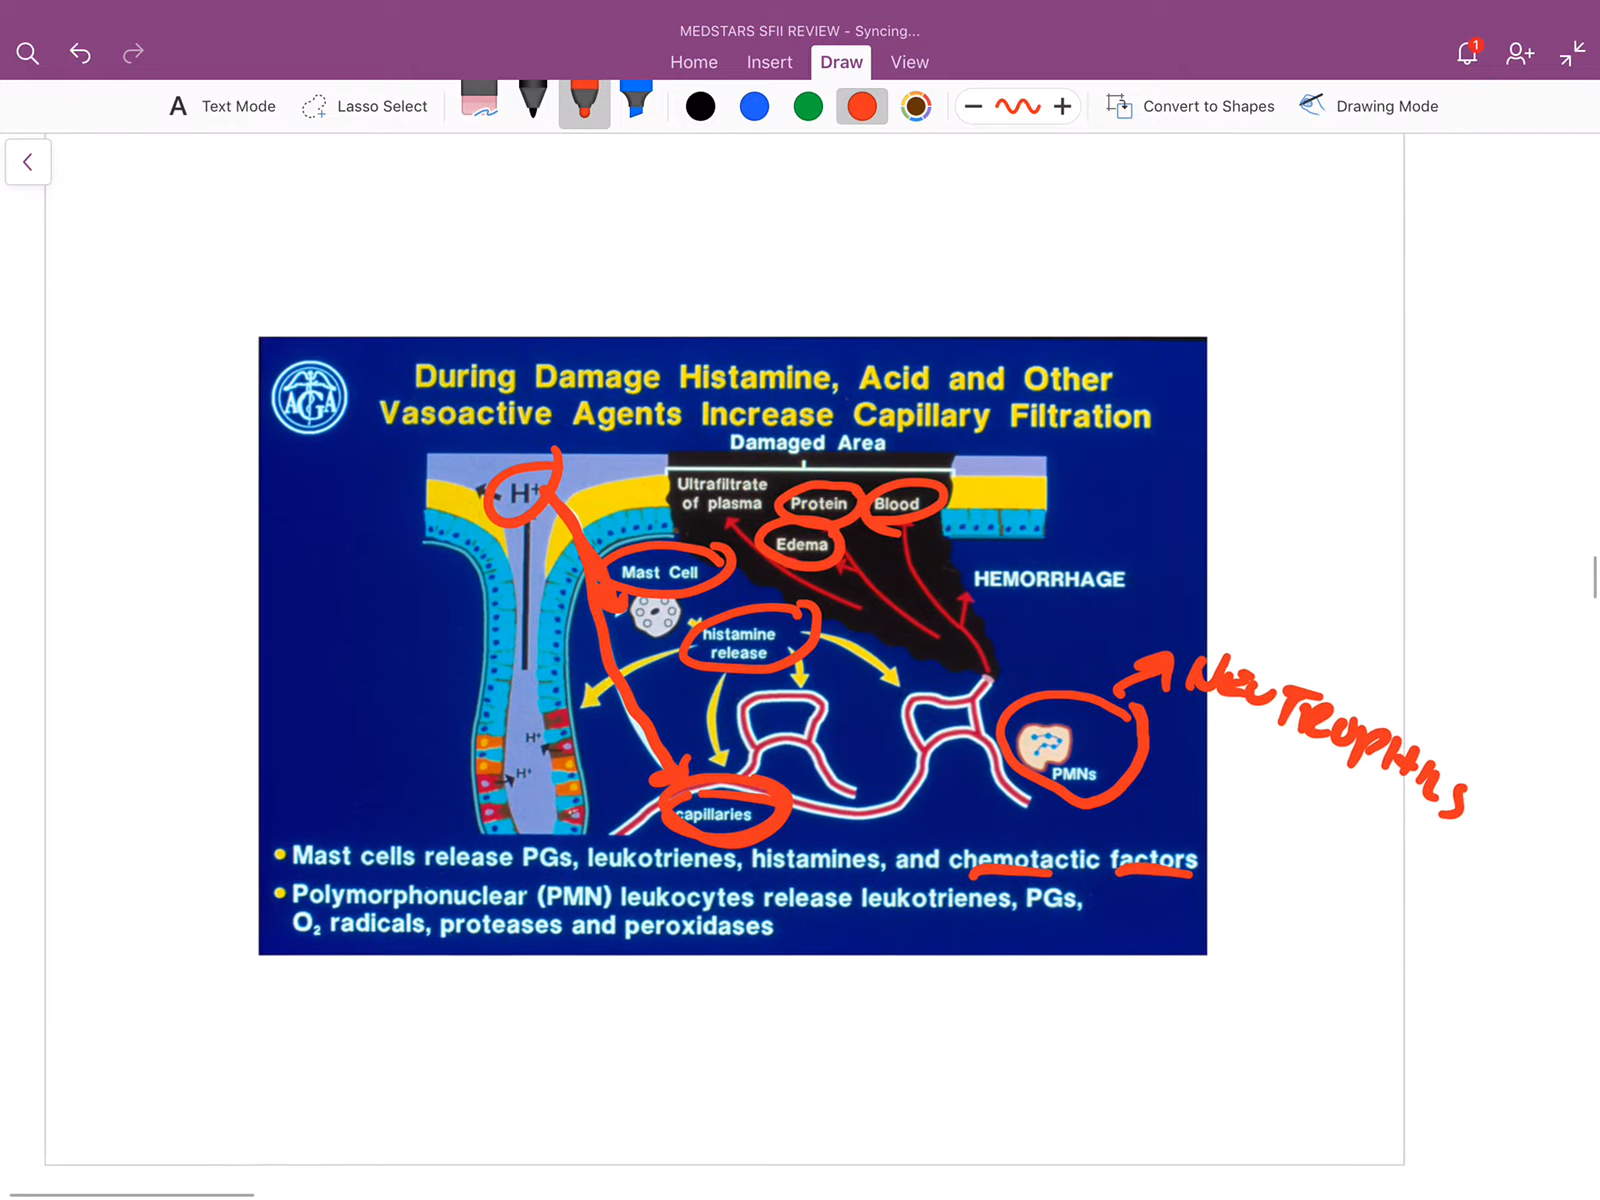 MEDSTARS SFII REVIEW - Syncing...
Home Insert Draw View
1
A Text Mode Lasso Select Convert to Shapes Drawing Mode
AGA
During Damage Histamine, Acid and Other
Vasoactive Agents Increase Capillary Filtration
Damaged Area
Ultrafiltrate
of plasma
Protein
Blood
H+
Edema
Mast Cell
HEMORRHAGE
histamine
release
NEUTROPHILS
H+
H+
PMNs
capillaries
• Mast cells release PGs, leukotrienes, histamines, and chemotactic factors
• Polymorphonuclear (PMN) leukocytes release leukotrienes, PGs,
O₂ radicals, proteases and peroxidases